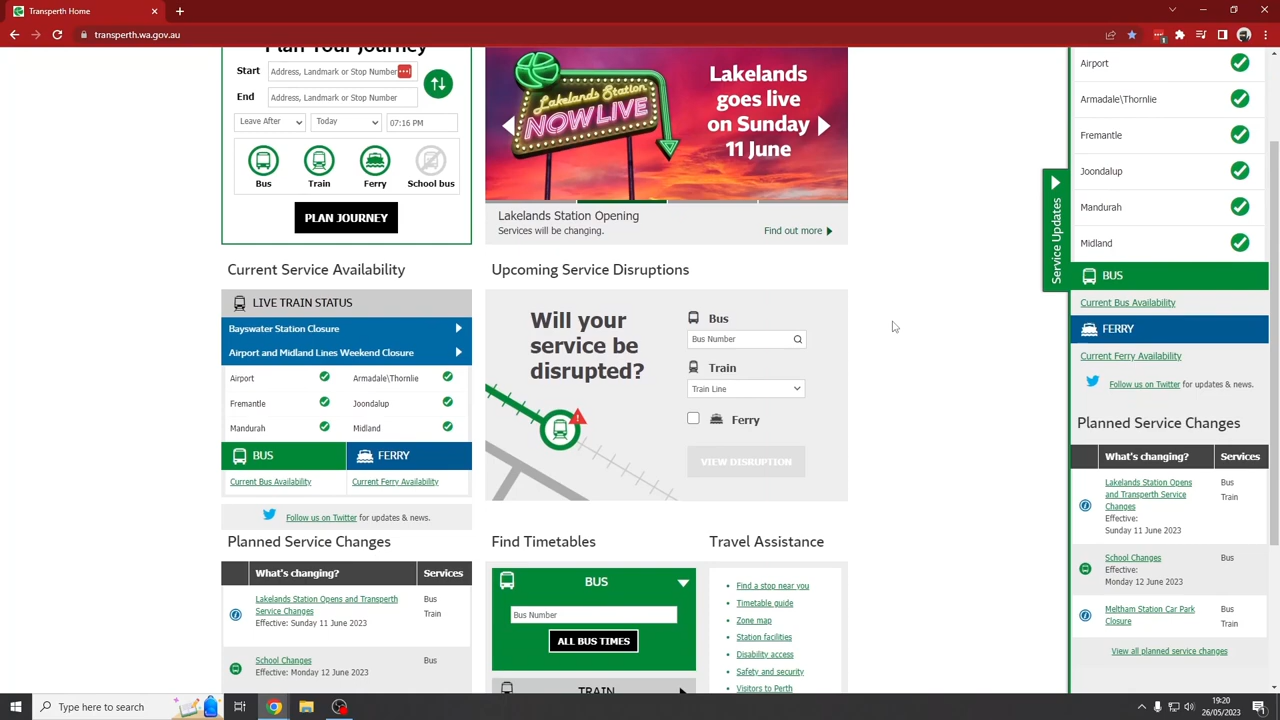 Transperth Home
transperth.wa.gov.au
Plan Your Journey
Start
Address, Landmark or Stop Number
End
Address, Landmark or Stop Number
Leave After
Today
07:16 PM
Bus
Train
Ferry
School bus
PLAN JOURNEY
Lakelands Station
NOW LIVE
Lakelands
goes live
on Sunday
11 June
Lakelands Station Opening
Services will be changing.
Find out more
Current Service Availability
LIVE TRAIN STATUS
Bayswater Station Closure
Airport and Midland Lines Weekend Closure
Airport
Armadale\Thornlie
Fremantle
Joondalup
Mandurah
Midland
BUS
FERRY
Current Bus Availability
Current Ferry Availability
Follow us on Twitter for updates & news.
Upcoming Service Disruptions
Will your
service be
disrupted?
Bus
Bus Number
Train
Train Line
Ferry
VIEW DISRUPTION
Planned Service Changes
What's changing?
Services
Lakelands Station Opens and Transperth
Service Changes
Effective: Sunday 11 June 2023
Bus
Train
School Changes
Effective: Monday 12 June 2023
Bus
Find Timetables
BUS
Bus Number
ALL BUS TIMES
TRAIN
Travel Assistance
Find a stop near you
Timetable guide
Zone map
Station facilities
Disability access
Safety and security
Visitors to Perth
Service Updates
Airport
Armadale\Thornlie
Fremantle
Joondalup
Mandurah
Midland
BUS
Current Bus Availability
FERRY
Current Ferry Availability
Follow us on Twitter for updates & news.
Planned Service Changes
What's changing?
Services
Lakelands Station Opens
and Transperth Service
Changes
Effective:
Sunday 11 June 2023
Bus
Train
School Changes
Effective:
Monday 12 June 2023
Bus
Meltham Station Car Park
Closure
Bus
Train
View all planned service changes
Type here to search
19:20
26/05/2023